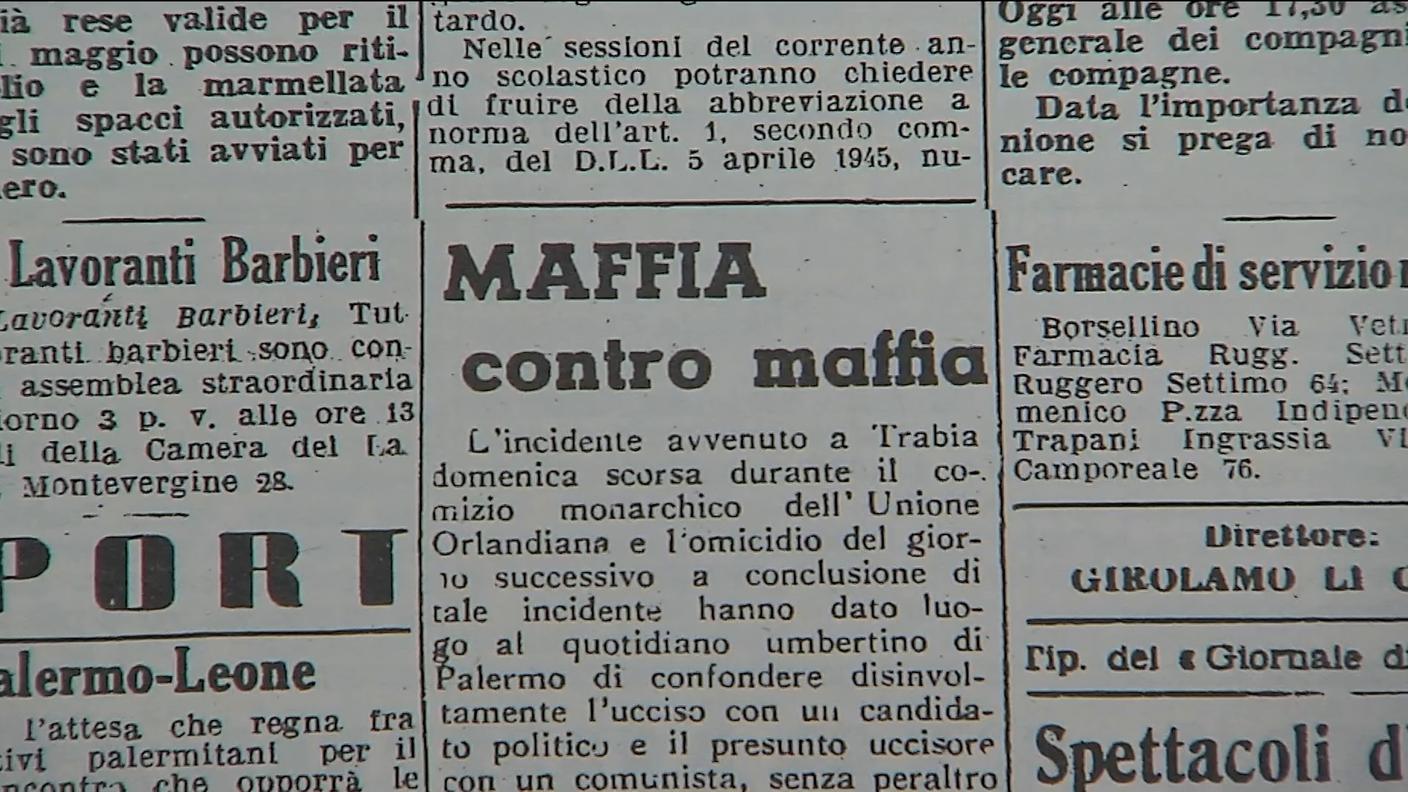 ià rese valide per il
maggio possono riti-
lio e la marmellata
gli spacci autorizzati,
sono stati avviati per
ero.
Lavoranti Barbieri
Lavoranti Barbieri, Tut-
oranti barbieri sono con-
assemblea straordinaria
iorno 3 p. v. alle ore 13
li della Camera del La
Montevergine 28.
PORT
alermo-Leone
l'attesa che regna fra
tivi palermitani per il
ncontro che opporrà le
tardo.
Nelle sessioni del corrente an-
no scolastico potranno chiedere
di fruire della abbreviazione a
norma dell'art. 1, secondo com-
ma, del D.L.L. 5 aprile 1945, nu-
MAFFIA
contro maffia
L'incidente avvenuto a Trabia
domenica scorsa durante il co-
mizio monarchico dell'Unione
Orlandiana e l'omicidio del gior-
no successivo a conclusione di
tale incidente hanno dato luo-
go al quotidiano umbertino di
Palermo di confondere disinvol-
tamente l'ucciso con un candida-
to politico e il presunto uccisore
con un comunista, senza peraltro
Oggi alle ore 17,30 as
generale dei compagni
le compagne.
Data l'importanza d
nione si prega di no
care.
Farmacie di servizio
Borsellino Via Vet
Farmacia Rugg. Sett
Ruggero Settimo 64; M
menico P.zza Indipen
Trapani Ingrassia Vi
Camporeale 76.
Direttore:
GIROLAMO LI C
Tip. del « Giornale di
Spettacoli d